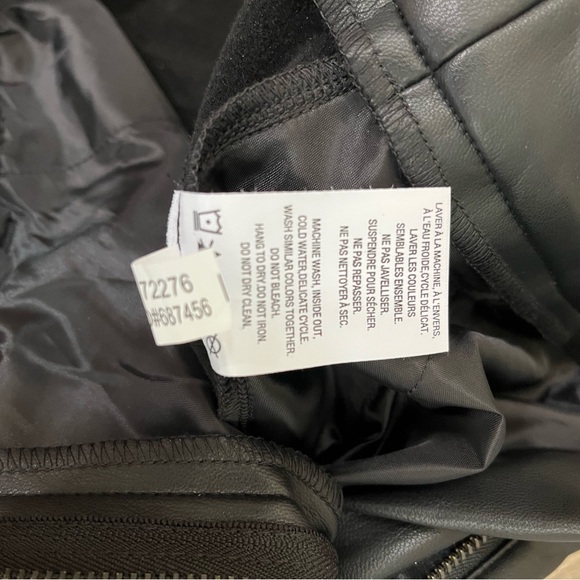 MACHINE WASH, INSIDE OUT,
COLD WATER, DELICATE CYCLE.
WASH SIMILAR COLORS TOGETHER.
DO NOT BLEACH.
HANG TO DRY. DO NOT IRON.
DO NOT DRY CLEAN.
LAVER À LA MACHINE, À L'ENVERS,
À L'EAU FROIDE, CYCLE DÉLICAT.
LAVER LES COULEURS
SEMBLABLES ENSEMBLE.
NE PAS JAVELLISER.
SUSPENDRE POUR SÉCHER.
NE PAS REPASSER.
NE PAS NETTOYER À SEC.
72276
#687456